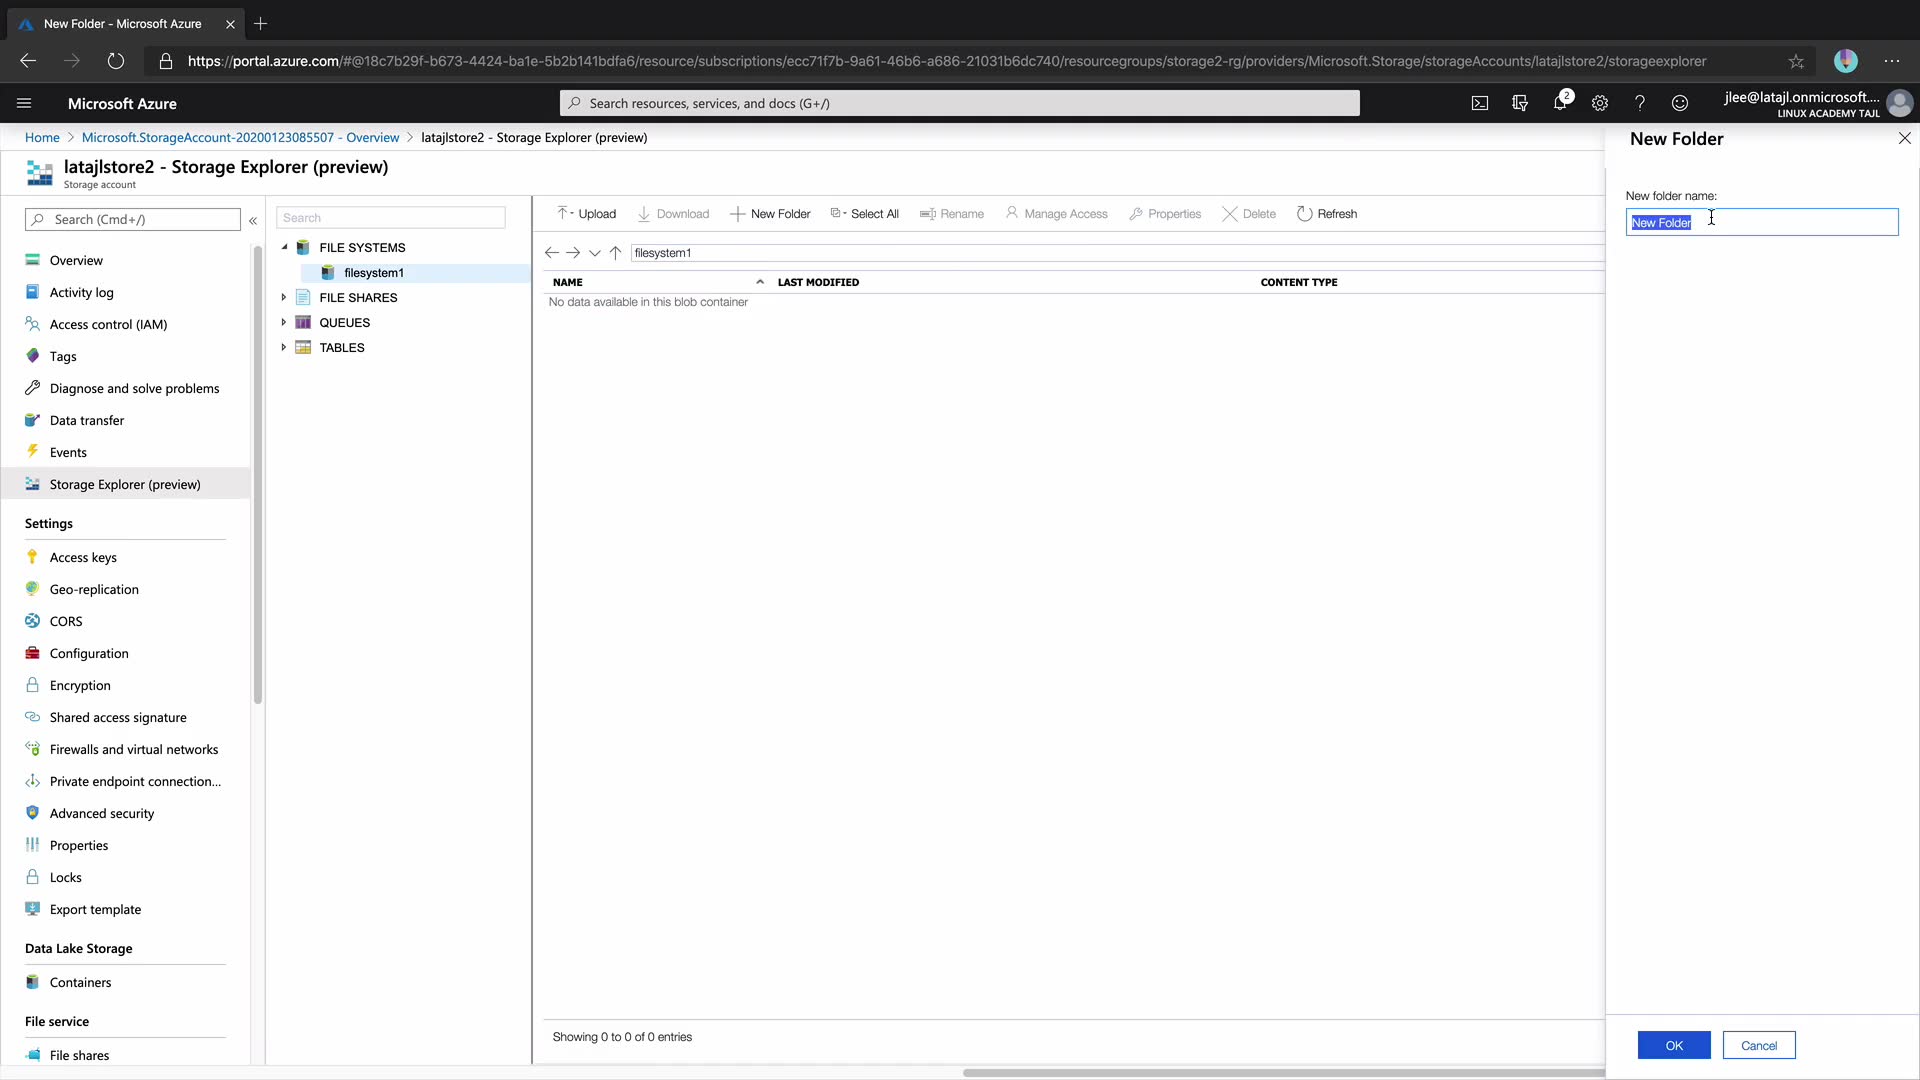 New Folder - Microsoft Azure
https://portal.azure.com/#@18c7b29f-b673-4424-ba1e-5b2b141bdfa6/resource/subscriptions/ecc71f7b-9a61-46b6-a686-21031b6dc740/resourcegroups/storage2-rg/providers/Microsoft.Storage/storageAccounts/latajlstore2/storageexplorer
Microsoft Azure
Search resources, services, and docs (G+/)
2
jlee@latajl.onmicrosoft....
LINUX ACADEMY TAJL
Home > Microsoft.StorageAccount-20200123085507 - Overview > latajlstore2 - Storage Explorer (preview)
latajlstore2 - Storage Explorer (preview)
Storage account
Search (Cmd+/)
Overview
Activity log
Access control (IAM)
Tags
Diagnose and solve problems
Data transfer
Events
Storage Explorer (preview)
Settings
Access keys
Geo-replication
CORS
Configuration
Encryption
Shared access signature
Firewalls and virtual networks
Private endpoint connection...
Advanced security
Properties
Locks
Export template
Data Lake Storage
Containers
File service
File shares
Search
FILE SYSTEMS
filesystem1
FILE SHARES
QUEUES
TABLES
Upload Download New Folder Select All Rename Manage Access Properties Delete Refresh
filesystem1
NAME LAST MODIFIED CONTENT TYPE
No data available in this blob container
Showing 0 to 0 of 0 entries
New Folder
New folder name:
New Folder
OK Cancel